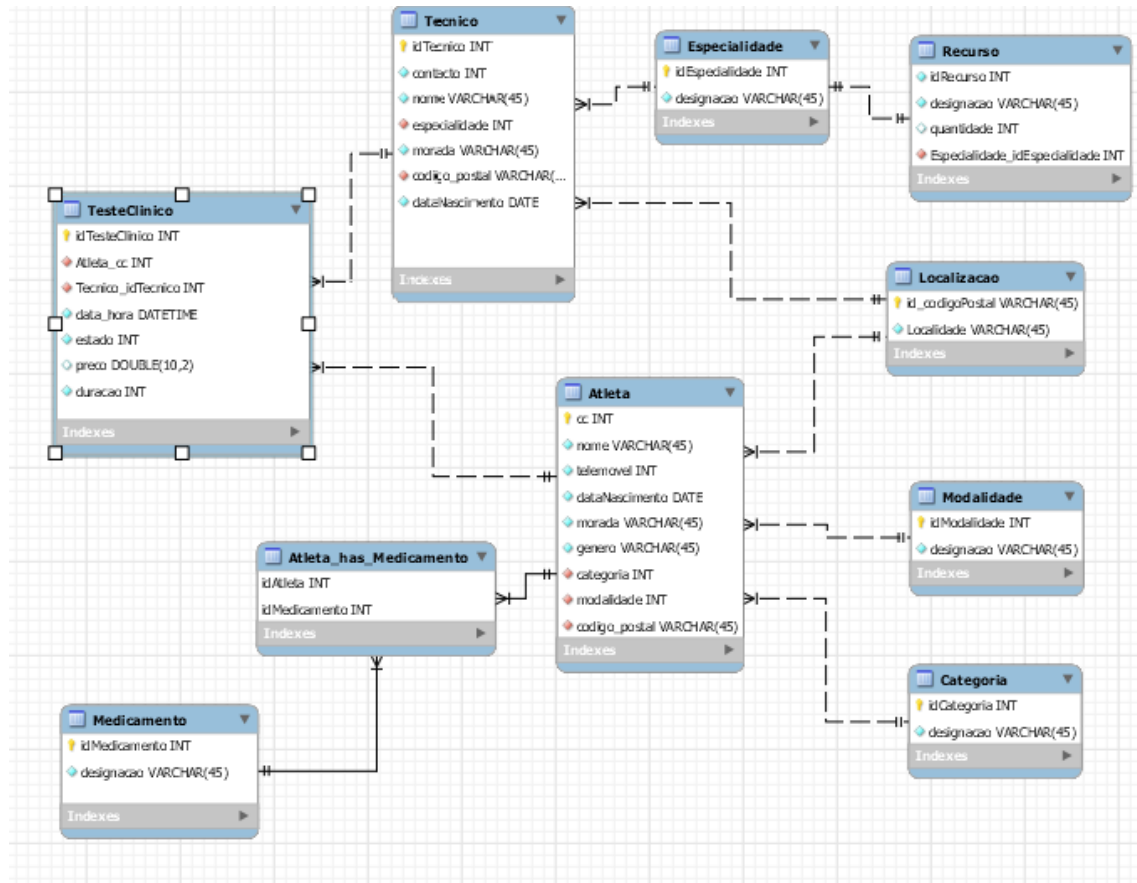 Tecnico
idTecnico INT
contacto INT
nome VARCHAR(45)
especialidade INT
morada VARCHAR(45)
codigo_postal VARCHAR(...
dataNascimento DATE
Indexes
Especialidade
idEspecialidade INT
designacao VARCHAR(45)
Indexes
Recurso
idRecurso INT
designacao VARCHAR(45)
quantidade INT
Especialidade_idEspecialidade INT
Indexes
TesteClinico
idTesteClinico INT
Atleta_cc INT
Tecnico_idTecnico INT
data_hora DATETIME
estado INT
preco DOUBLE(10,2)
duracao INT
Indexes
Localizacao
id_codigoPostal VARCHAR(45)
Localidade VARCHAR(45)
Indexes
Atleta
cc INT
nome VARCHAR(45)
telemovel INT
dataNascimento DATE
morada VARCHAR(45)
genero VARCHAR(45)
categoria INT
modalidade INT
codigo_postal VARCHAR(45)
Indexes
Modalidade
idModalidade INT
designacao VARCHAR(45)
Indexes
Atleta_has_Medicamento
idAtleta INT
idMedicamento INT
Indexes
Categoria
idCategoria INT
designacao VARCHAR(45)
Indexes
Medicamento
idMedicamento INT
designacao VARCHAR(45)
Indexes